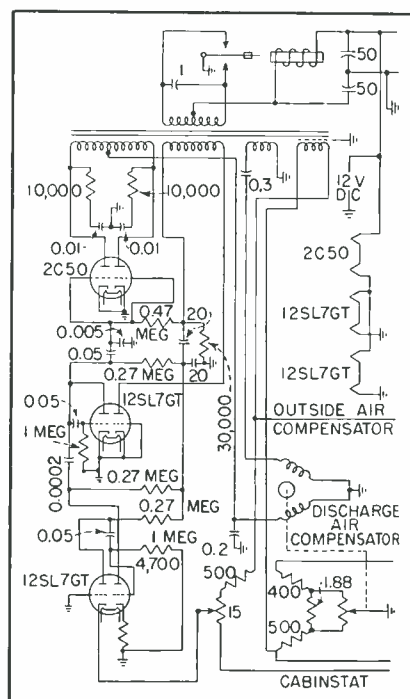 1
50
50
10,000
10,000
0.3
12 V
D C
0.01
0.01
2C50
2C50
0.47
MEG
20
0.005
0.05
12SL7GT
0.27 MEG
20
12SL7GT
12SL7GT
0.05
1 MEG
30,000
OUTSIDE AIR
COMPENSATOR
0.0002
0.27 MEG
0.27
MEG
DISCHARGE
AIR
COMPENSATOR
0.05
1 MEG
0.2
4,700
500
12SL7GT
400
1.88
15
500
CABINSTAT